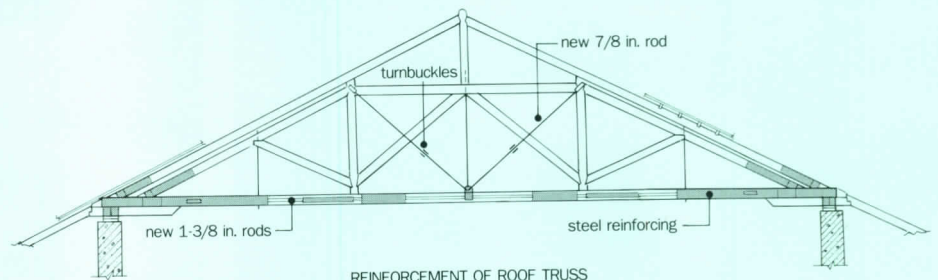 new 7/8 in. rod
turnbuckles
steel reinforcing
new 1-3/8 in. rods
REINFORCEMENT OF ROOF TRUSS